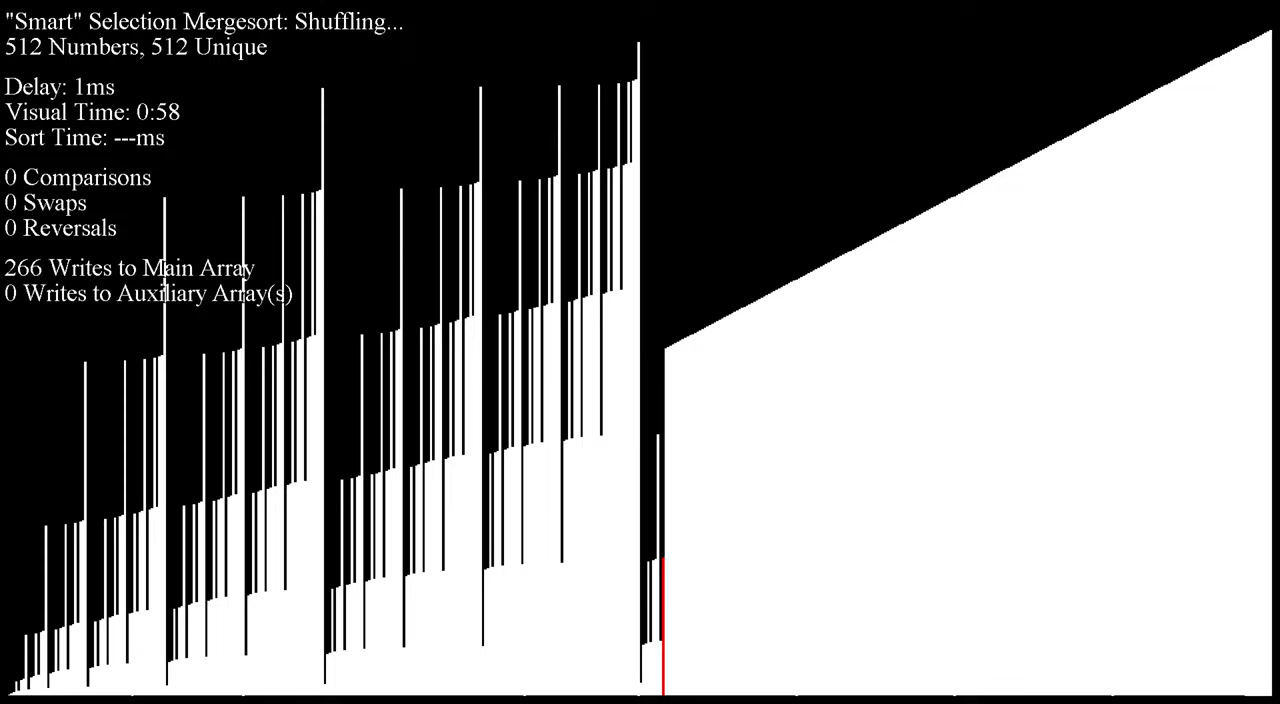 "Smart" Selection Mergesort: Shuffling...
512 Numbers, 512 Unique
Delay: 1ms
Visual Time: 0:58
Sort Time: ---ms
0 Comparisons
0 Swaps
0 Reversals
266 Writes to Main Array
0 Writes to Auxiliary Array(s)